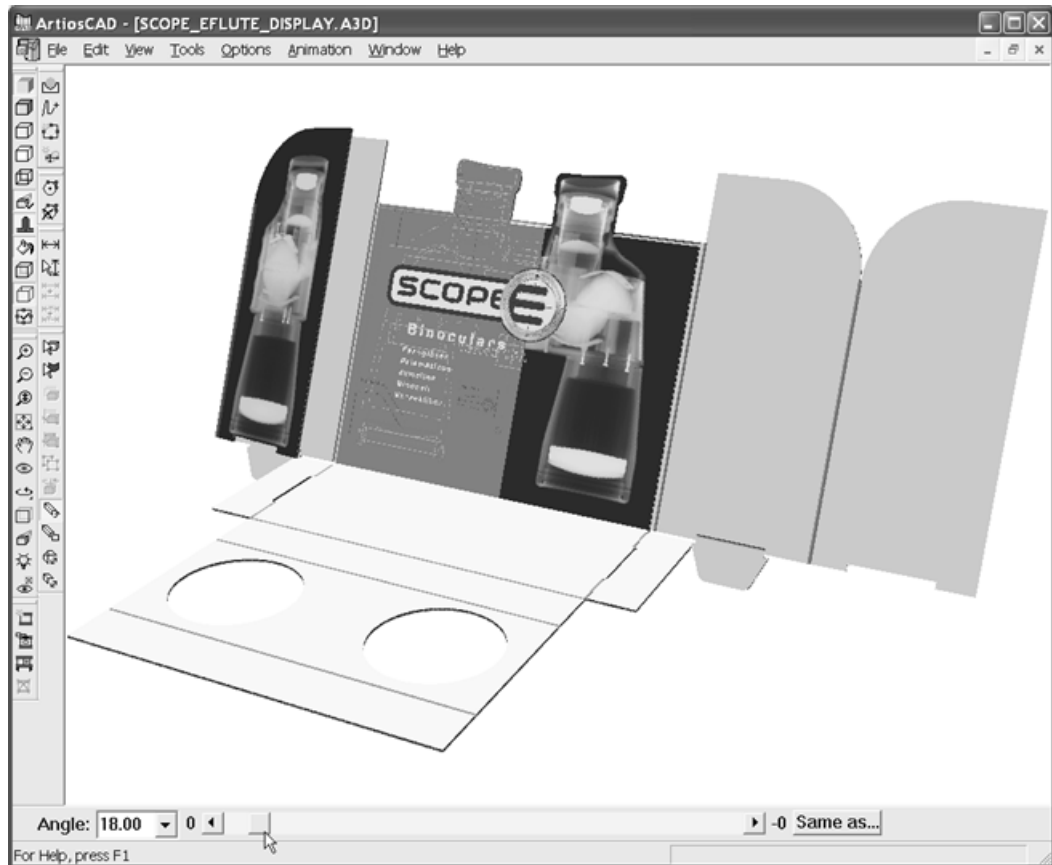 ArtiosCAD - [SCOPE_EFLUTE_DISPLAY.A3D]
File Edit View Tools Options Animation Window Help
SCOPE
Binoculars
Angle: 18.00 0 -0 Same as...
For Help, press F1